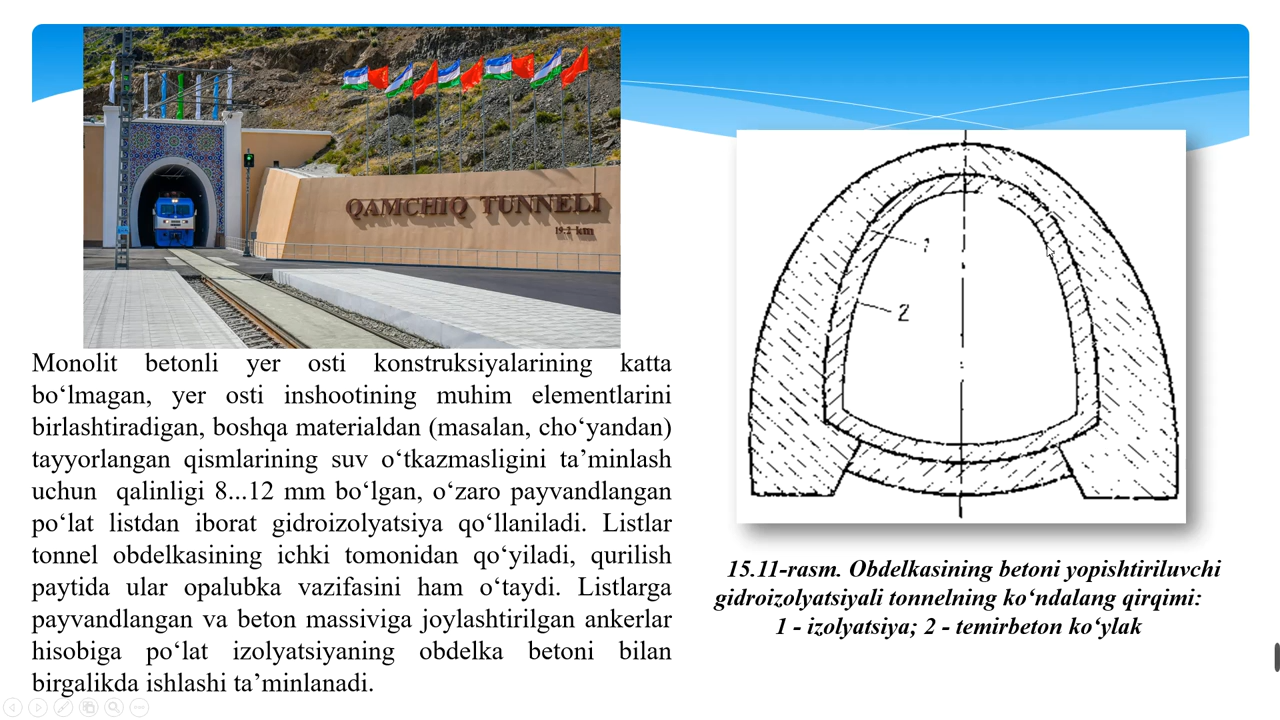 QAMCHIQ TUNNELI
19.2 km
Monolit betonli yer osti konstruksiyalarining katta
bo‘lmagan, yer osti inshootining muhim elementlarini
birlashtiradigan, boshqa materialdan (masalan, cho‘yandan)
tayyorlangan qismlarining suv o‘tkazmasligini ta’minlash
uchun qalinligi 8...12 mm bo‘lgan, o‘zaro payvandlangan
po‘lat listdan iborat gidroizolyatsiya qo‘llaniladi. Listlar
tonnel obdelkasining ichki tomonidan qo‘yiladi, qurilish
paytida ular opalubka vazifasini ham o‘taydi. Listlarga
payvandlangan va beton massiviga joylashtirilgan ankerlar
hisobiga po‘lat izolyatsiyaning obdelka betoni bilan
birgalikda ishlashi ta’minlanadi.
1
2
15.11-rasm. Obdelkasining betoni yopishtiriluvchi
gidroizolyatsiyali tonnelning ko‘ndalang qirqimi:
1 - izolyatsiya; 2 - temirbeton ko‘ylak